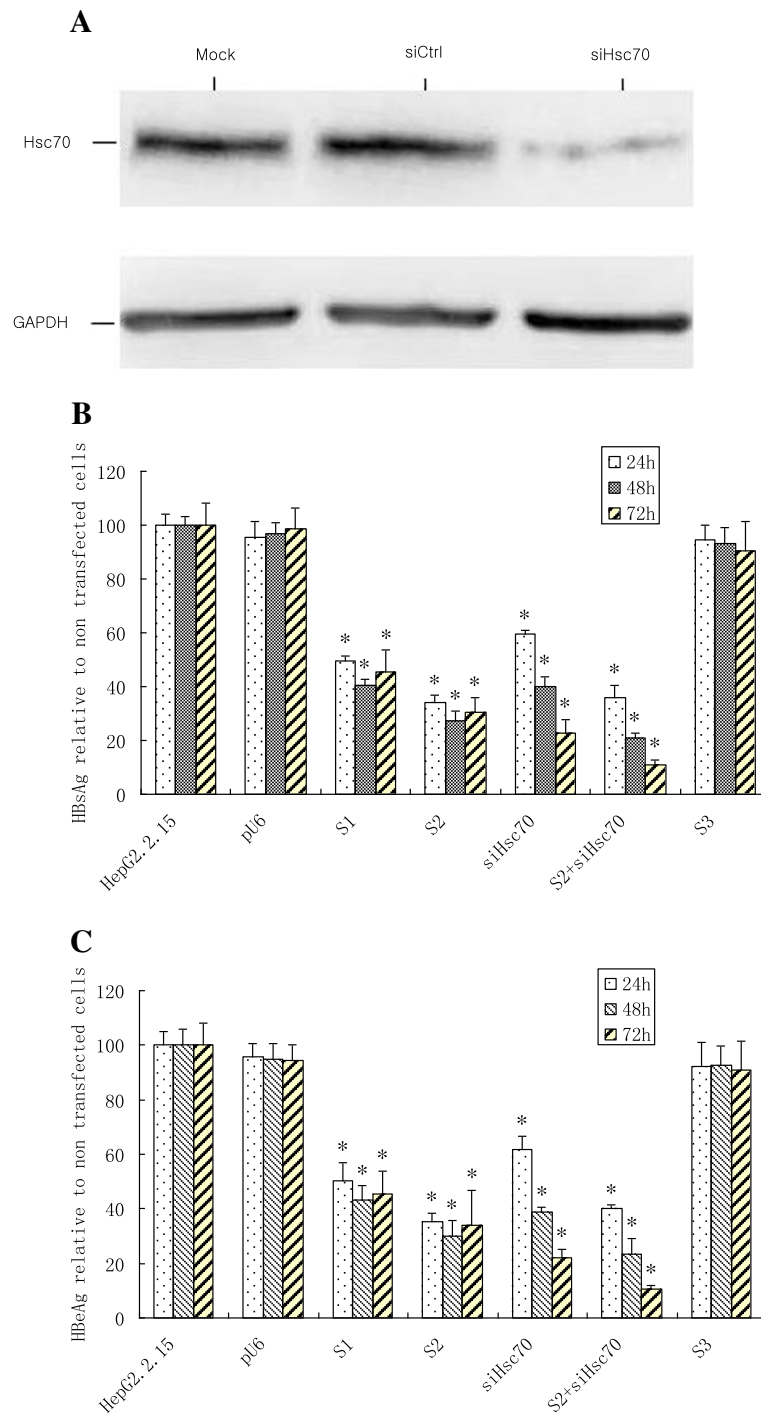 A
Mock siCtrl siHsc70
Hsc70
GAPDH
B
HBsAg relative to non transfected cells
120
100
80
60
40
20
0
24h
48h
72h
* * *
* * *
* * *
* * *
HepG2.2.15 pU6 S1 S2 siHsc70 S2+siHsc70 S3
C
HBeAg relative to non transfected cells
120
100
80
60
40
20
0
24h
48h
72h
* * *
* * *
* * *
* * *
HepG2.2.15 pU6 S1 S2 siHsc70 S2+siHsc70 S3